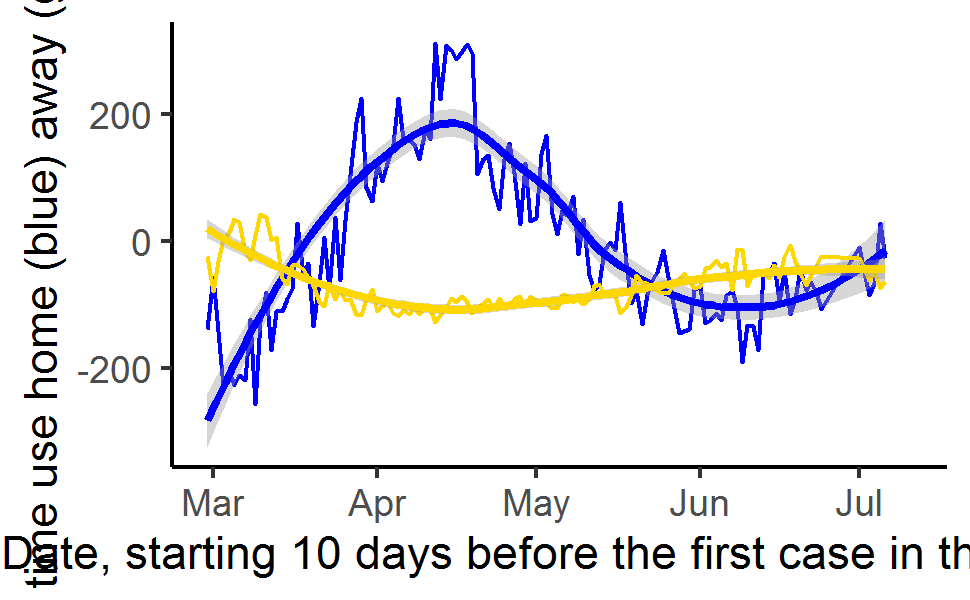 time use home (blue) away (
200
0
-200
Mar Apr May Jun Jul
Date, starting 10 days before the first case in th